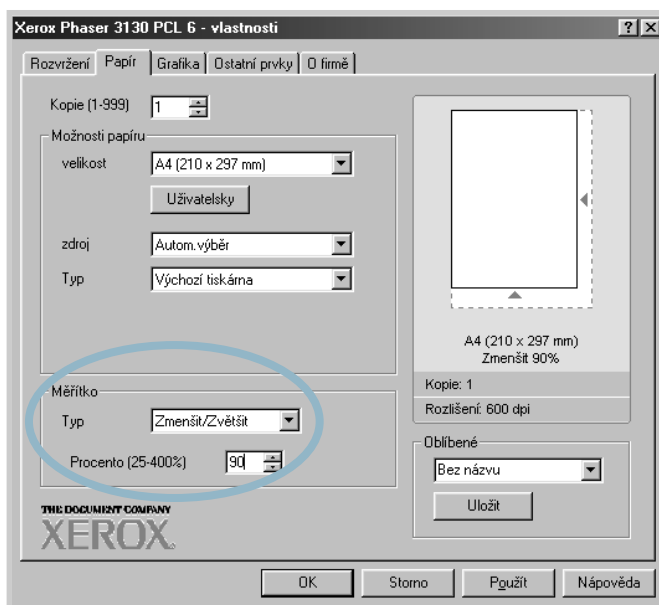 Xerox Phaser 3130 PCL 6 - vlastnosti
Rozvržení Papír Grafika Ostatní prvky O firmě
Kopie (1-999) 1
Možnosti papíru
velikost A4 (210 x 297 mm)
Uživatelsky
zdroj Autom.výběr
Typ Výchozí tiskárna
A4 (210 x 297 mm)
Zmenšit 90%
Kopie: 1
Rozlišení: 600 dpi
Měřítko
Typ Zmenšit/Zvětšit
Procento (25-400%) 90
Oblíbené
Bez názvu
Uložit
THE DOCUMENT COMPANY
XEROX
OK Storno Použít Nápověda